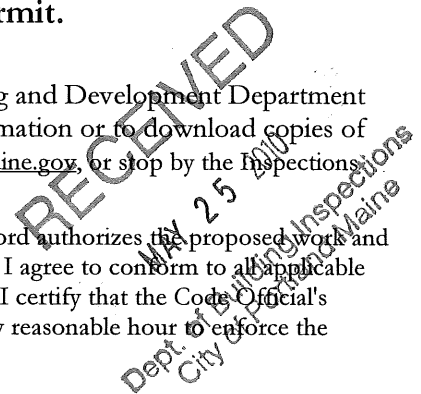 rmit.
g and Development Department
mation or to download copies of
ine.gov, or stop by the Inspections
ord authorizes the proposed work and
I agree to conform to all applicable
I certify that the Code Official's
y reasonable hour to enforce the
RECEIVED
MAY 25 2010
Dept. of Building Inspections
City of Portland Maine